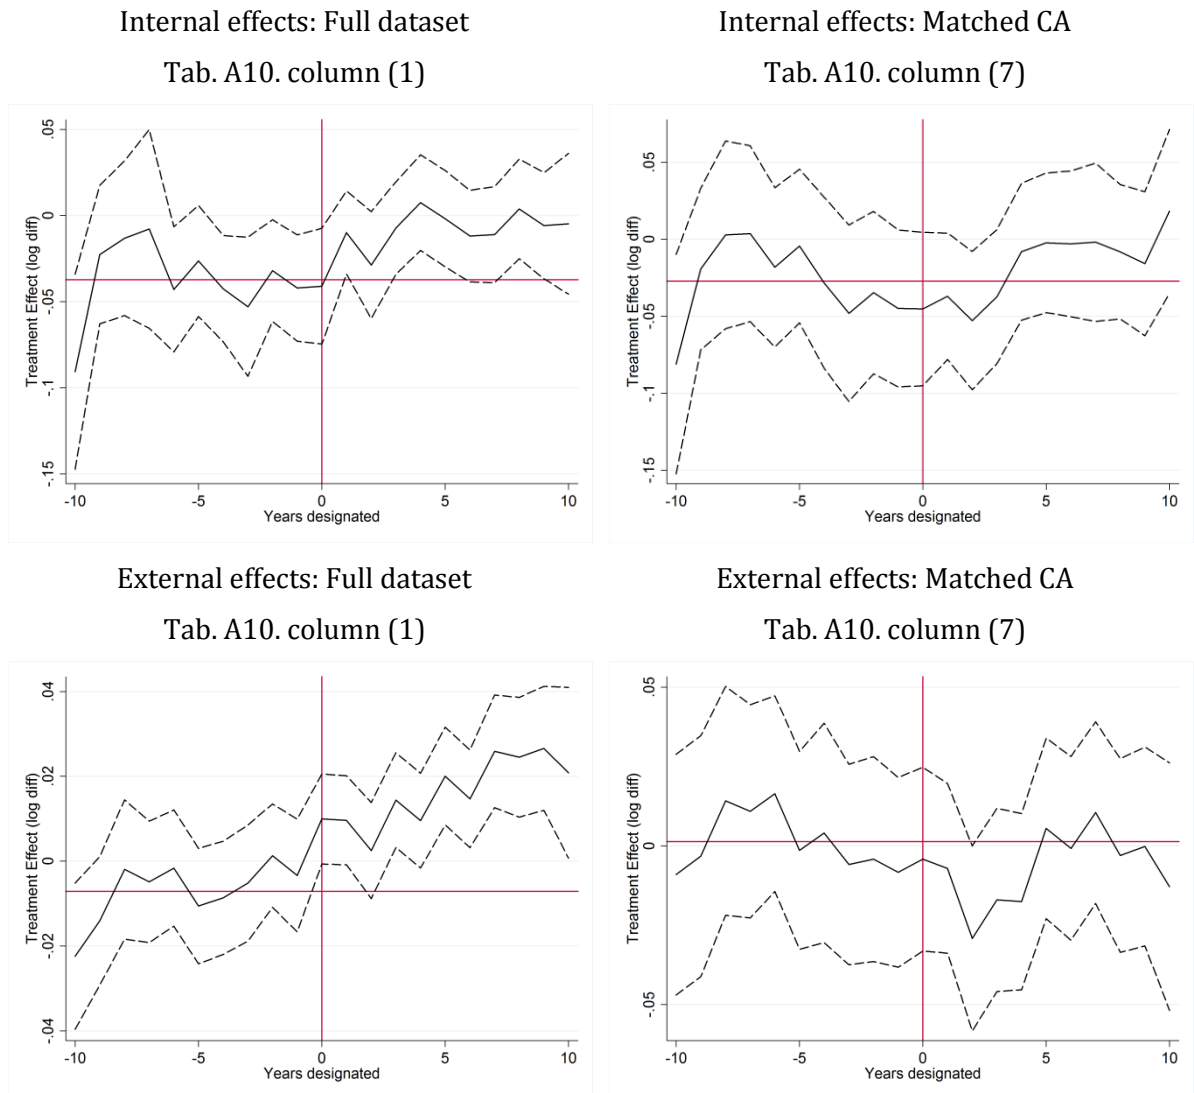 Internal effects: Full dataset
Tab. A10. column (1)
Treatment Effect (log diff)
.05
0
-.05
-.1
-.15
-10
-5
0
5
10
Years designated
Internal effects: Matched CA
Tab. A10. column (7)
Treatment Effect (log diff)
.05
0
-.05
-.1
-.15
-10
-5
0
5
10
Years designated
External effects: Full dataset
Tab. A10. column (1)
Treatment Effect (log diff)
.04
.02
0
-.02
-.04
-10
-5
0
5
10
Years designated
External effects: Matched CA
Tab. A10. column (7)
Treatment Effect (log diff)
.05
0
-.05
-10
-5
0
5
10
Years designated